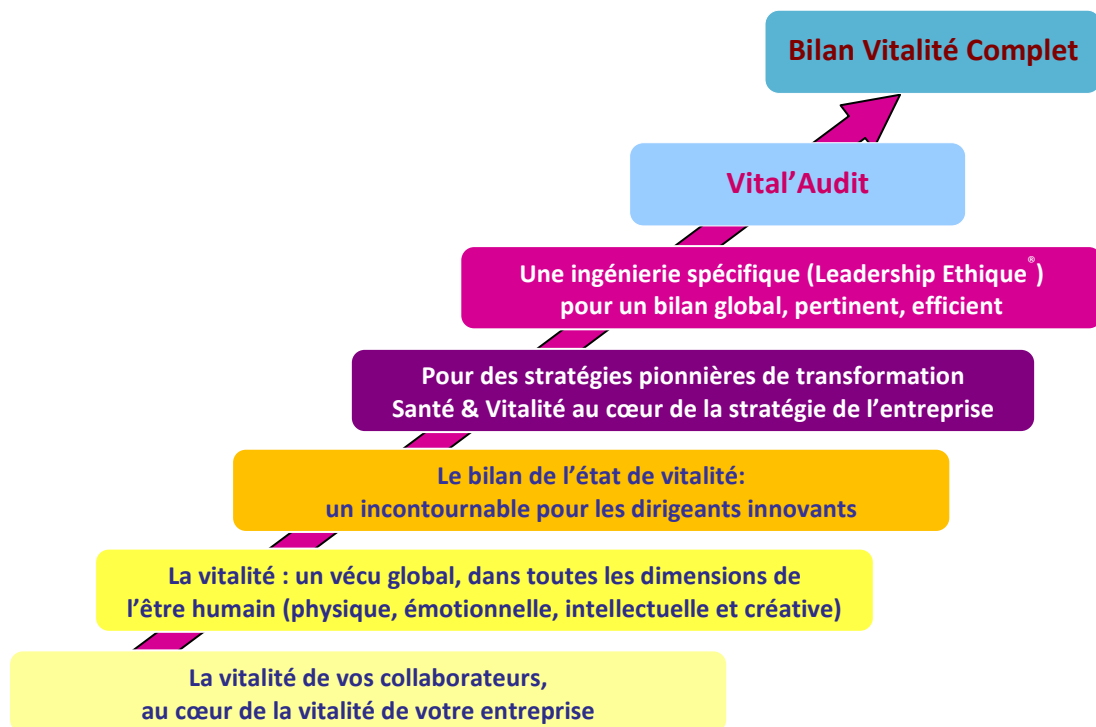 Bilan Vitalité Complet
Vital’Audit
Une ingénierie spécifique (Leadership Ethique®)
pour un bilan global, pertinent, efficient
Pour des stratégies pionnières de transformation
Santé & Vitalité au cœur de la stratégie de l’entreprise
Le bilan de l’état de vitalité:
un incontournable pour les dirigeants innovants
La vitalité : un vécu global, dans toutes les dimensions de
l’être humain (physique, émotionnelle, intellectuelle et créative)
La vitalité de vos collaborateurs,
au cœur de la vitalité de votre entreprise